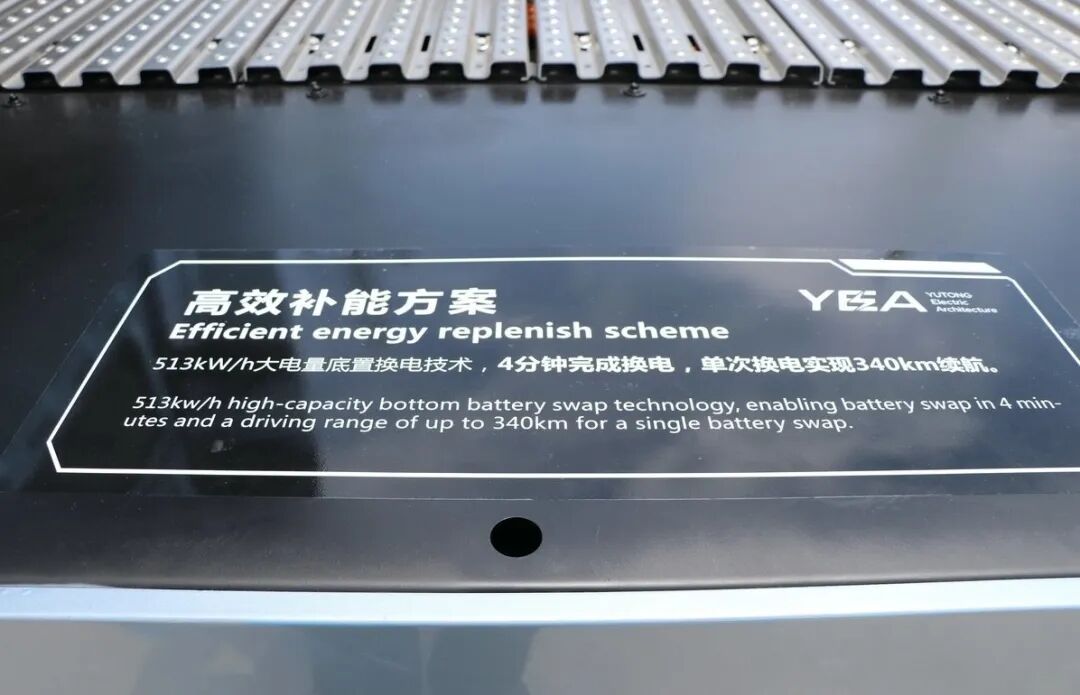 高效补能方案
Efficient energy replenish scheme
YEA
YUTONG
Electric
Architecture
513kW/h大电量底置换电技术，4分钟完成换电，单次换电实现340km续航。
513kw/h high-capacity bottom battery swap technology, enabling battery swap in 4 min-
utes and a driving range of up to 340km for a single battery swap.